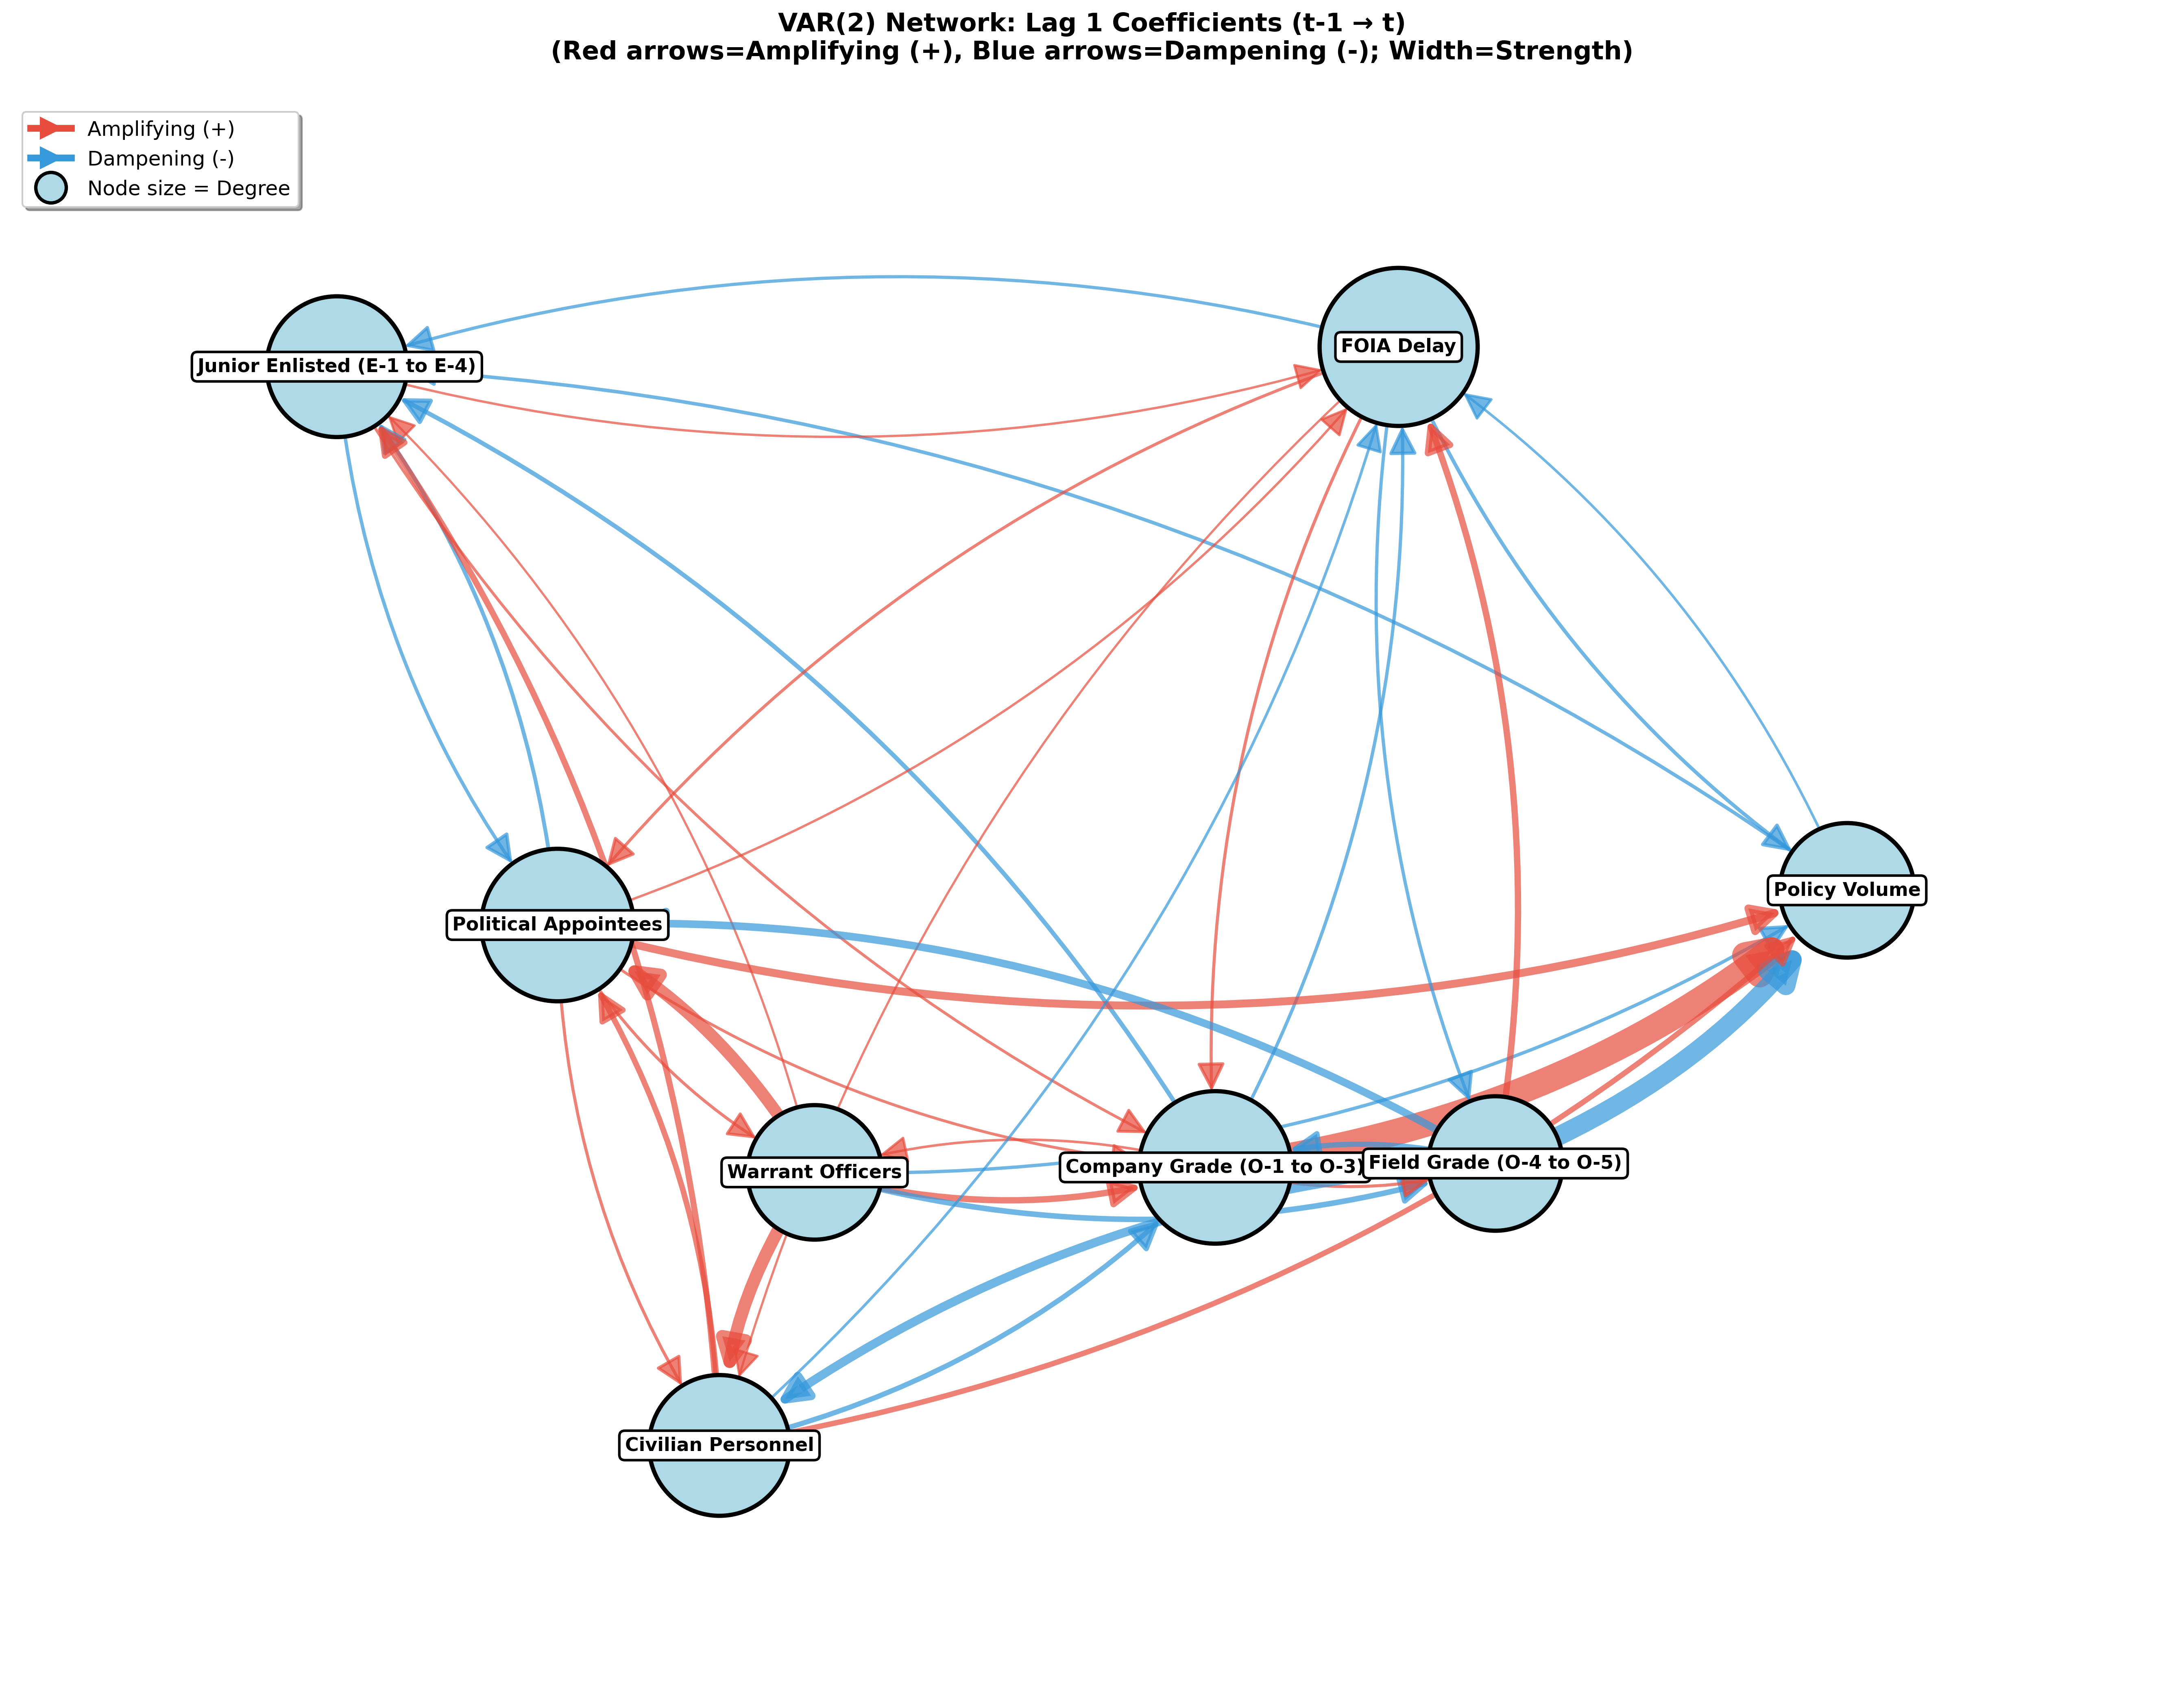 VAR(2) Network: Lag 1 Coefficients (t-1 → t)
(Red arrows=Amplifying (+), Blue arrows=Dampening (-); Width=Strength)
Amplifying (+)
Dampening (-)
Node size = Degree
FOIA Delay
Junior Enlisted (E-1 to E-4)
Policy Volume
Political Appointees
Warrant Officers
Company Grade (O-1 to O-3)
Field Grade (O-4 to O-5)
Civilian Personnel